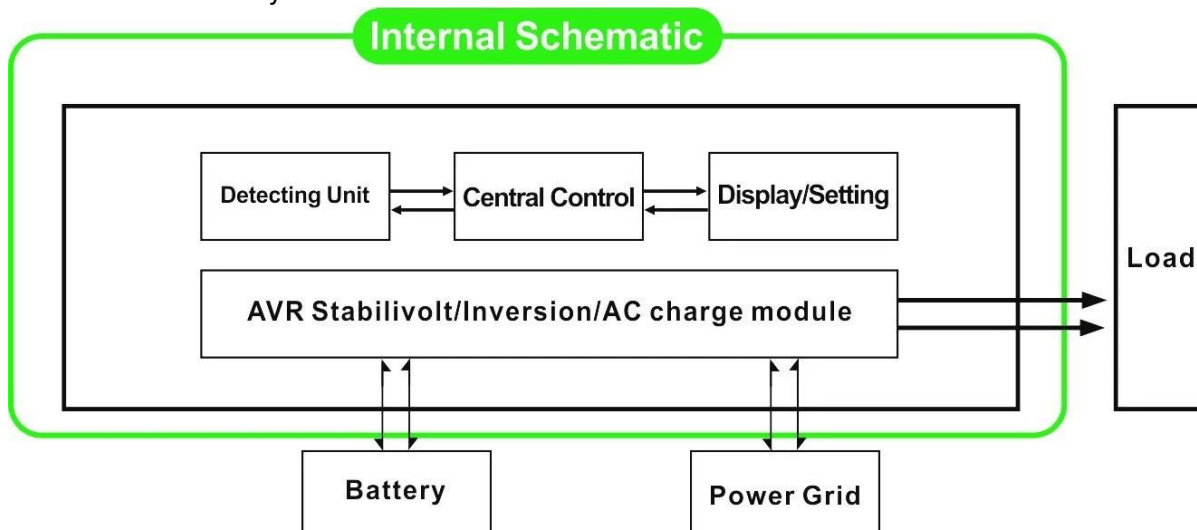 Internal Schematic
Detecting Unit
Central Control
Display/Setting
Load
AVR Stabilivolt/Inversion/AC charge module
Battery
Power Grid